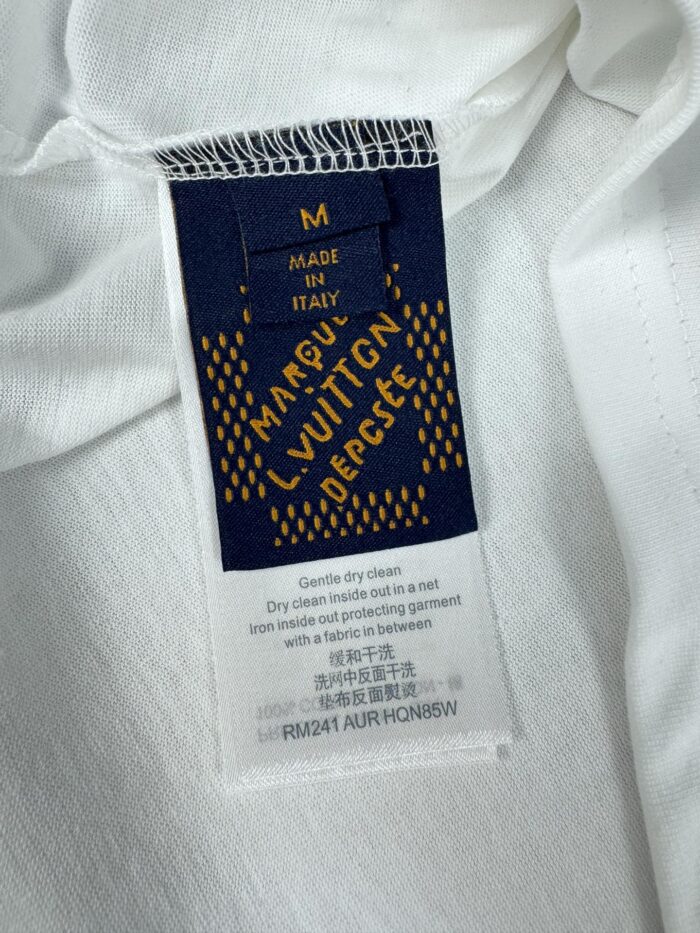 M
MADE
IN
ITALY
MARQU
L.VUITTON
DÉPOSÉE
Gentle dry clean
Dry clean inside out in a net
Iron inside out protecting garment
with a fabric in between
缓和干洗
洗网中反面干洗
垫布反面熨烫
RM241 AUR HQN85W